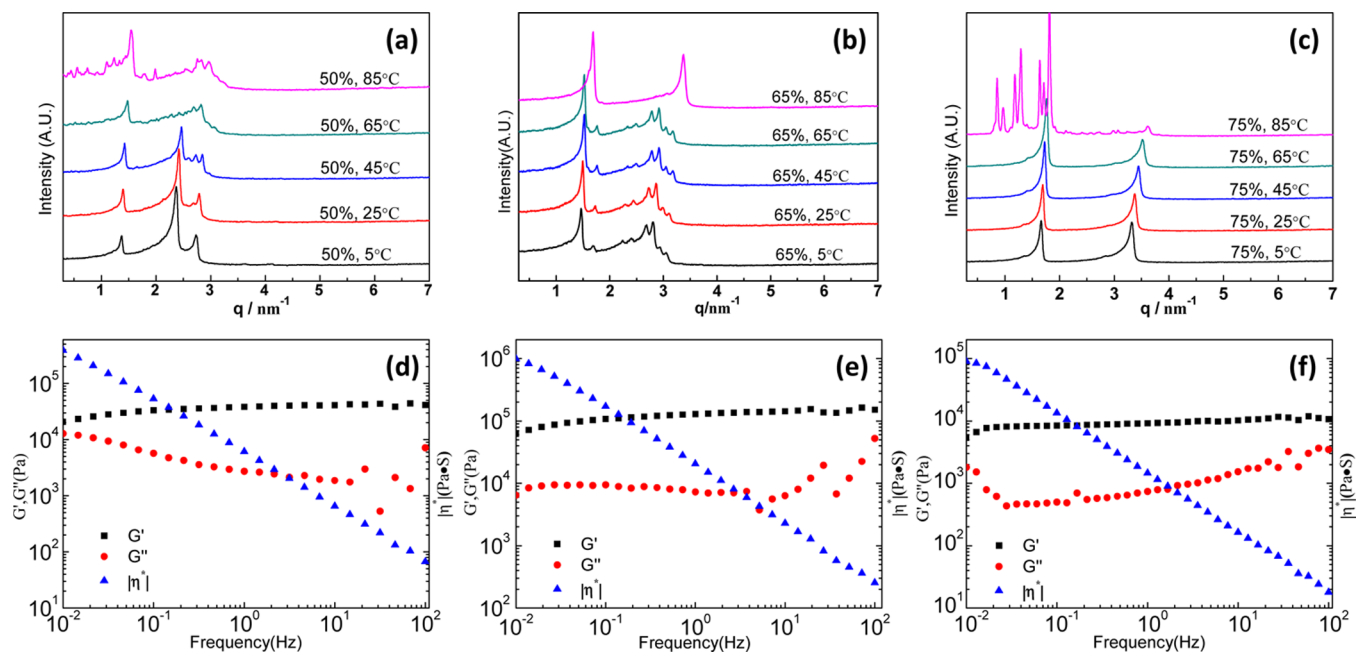 (a)
50%, 85°C
50%, 65°C
50%, 45°C
50%, 25°C
50%, 5°C
Intensity (A.U.)
1 2 3 4 5 6 7
q / nm⁻¹
(b)
65%, 85°C
65%, 65°C
65%, 45°C
65%, 25°C
65%, 5°C
Intensity(A.U.)
1 2 3 4 5 6 7
q/nm⁻¹
(c)
75%, 85°C
75%, 65°C
75%, 45°C
75%, 25°C
75%, 5°C
Intensity (A.U.)
1 2 3 4 5 6 7
q / nm⁻¹
(d)
10⁵
10⁴
10³
10²
10¹
G',G''(Pa)
|η*|(Pa•S)
G'
G''
|η*|
10⁻² 10⁻¹ 10⁰ 10¹ 10²
Frequency(Hz)
(e)
10⁶
10⁵
10⁴
10³
10²
G',G''(Pa)
|η*|(Pa•S)
G'
G''
|η*|
10⁻² 10⁻¹ 10⁰ 10¹ 10²
Frequency(Hz)
(f)
10⁵
10⁴
10³
10²
10¹
G',G''(Pa)
|η*|(Pa•S)
G'
G''
|η*|
10⁻² 10⁻¹ 10⁰ 10¹ 10²
Frequency(Hz)